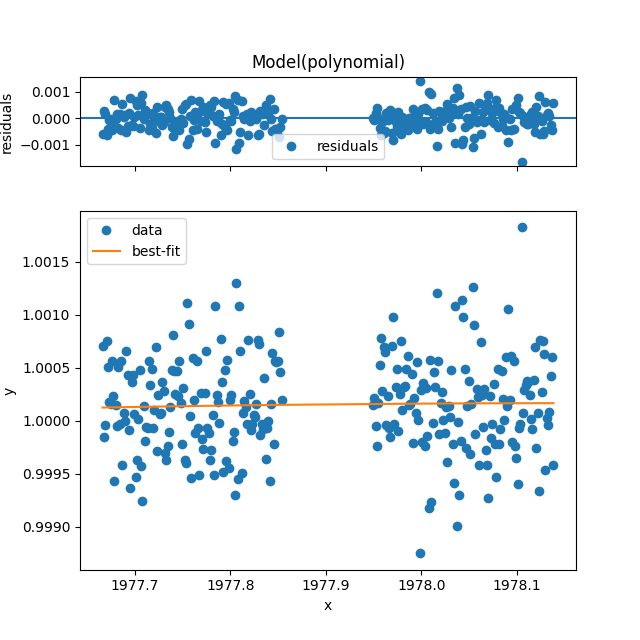 Model(polynomial)
0.001
0.000
−0.001
residuals
residuals
data
best-fit
1.0015
1.0010
1.0005
1.0000
0.9995
0.9990
y
1977.7 1977.8 1977.9 1978.0 1978.1
x